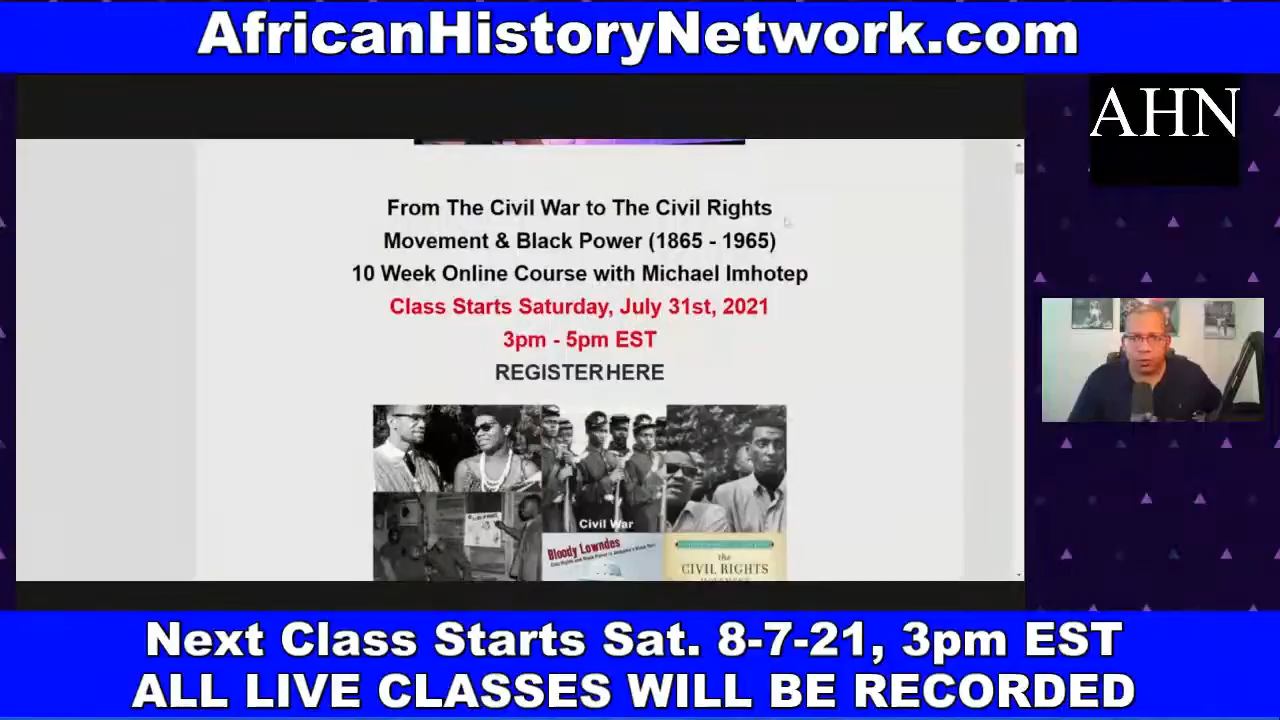 AfricanHistoryNetwork.com
AHN
From The Civil War to The Civil Rights
Movement & Black Power (1865 - 1965)
10 Week Online Course with Michael Imhotep
Class Starts Saturday, July 31st, 2021
3pm - 5pm EST
REGISTER HERE
Civil War
Bloody Lowndes
the
CIVIL RIGHTS
Next Class Starts Sat. 8-7-21, 3pm EST
ALL LIVE CLASSES WILL BE RECORDED